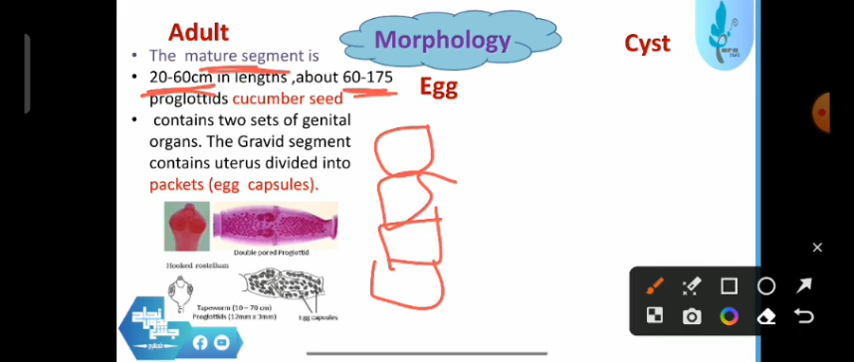 Adult
Morphology
Cyst
Egg
• The mature segment is
• 20-60cm in lengths ,about 60-175
proglottids cucumber seed
• contains two sets of genital
organs. The Gravid segment
contains uterus divided into
packets (egg capsules).
Double pored Proglottid
Hooked rostellum
Tapeworm (10 – 70 cm)
Proglottids (12mm x 3mm)
Egg capsules